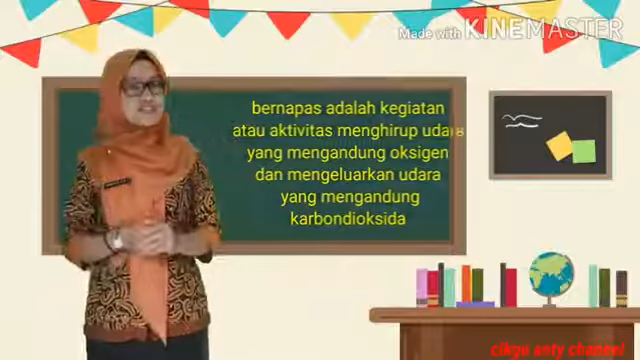 Made with KINEMASTER
bernapas adalah kegiatan
atau aktivitas menghirup udara
yang mengandung oksigen
dan mengeluarkan udara
yang mengandung
karbondioksida
cikgu anty channel